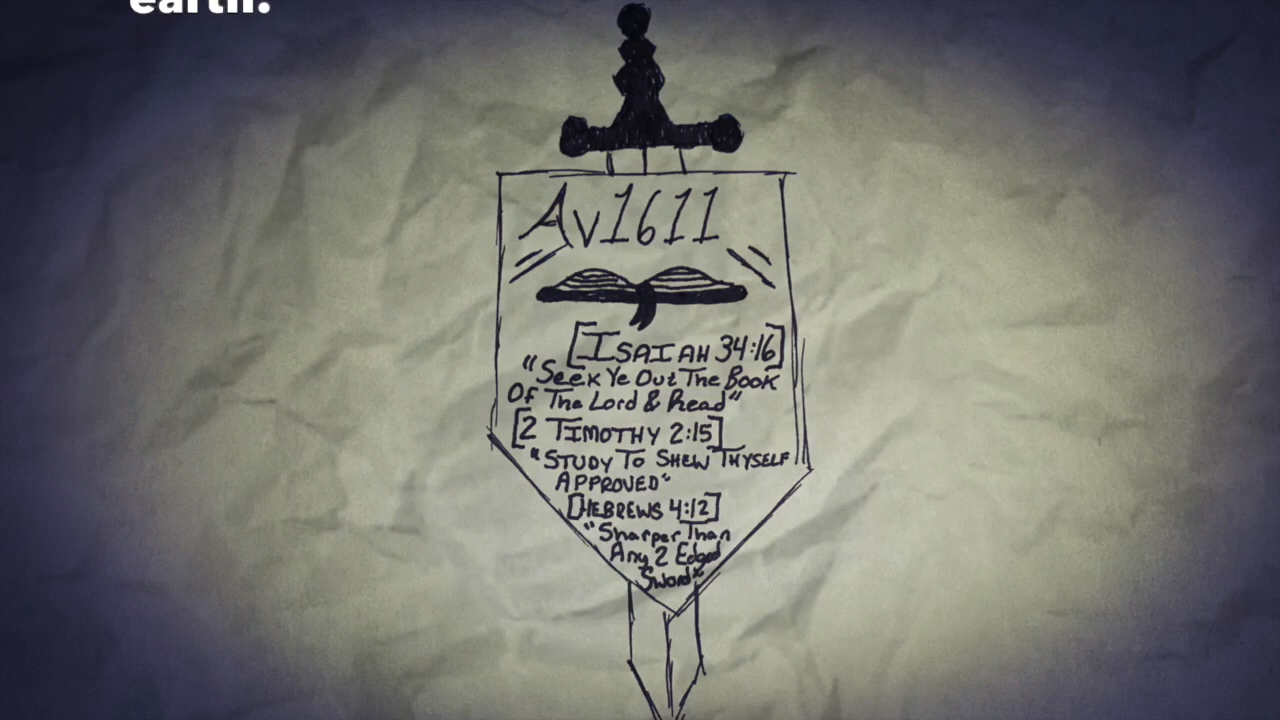 earth.
Av1611
[ISAIAH 34:16]
"Seek Ye Out The Book
Of The Lord & Read"
[2 TIMOTHY 2:15]
"STUDY TO SHEW THYSELF
APPROVED"
[HEBREWS 4:12]
"Sharper Than
Any 2 Edged
Sword"